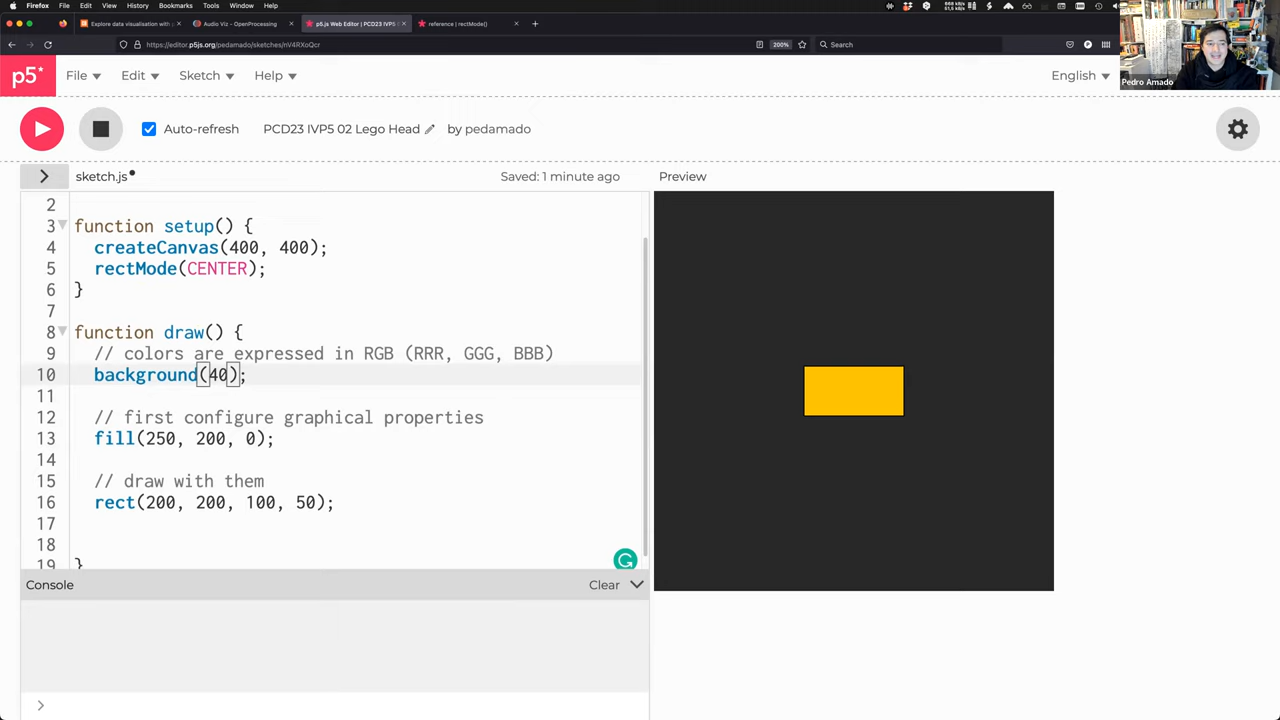 Firefox File Edit View History Bookmarks Tools Window Help
Explore data visualisation with p
Audio Viz - OpenProcessing
p5.js Web Editor | PCD23 IVP5 0
reference | rectMode()
https://editor.p5js.org/pedamado/sketches/nV4RXoQcr
200%
Search
Pedro Amado
p5* File Edit Sketch Help English
Auto-refresh PCD23 IVP5 02 Lego Head by pedamado
sketch.js Saved: 1 minute ago Preview
2
3 function setup() {
4 createCanvas(400, 400);
5 rectMode(CENTER);
6 }
7
8 function draw() {
9 // colors are expressed in RGB (RRR, GGG, BBB)
10 background(40);
11
12 // first configure graphical properties
13 fill(250, 200, 0);
14
15 // draw with them
16 rect(200, 200, 100, 50);
17
18
19 }
Console Clear
>